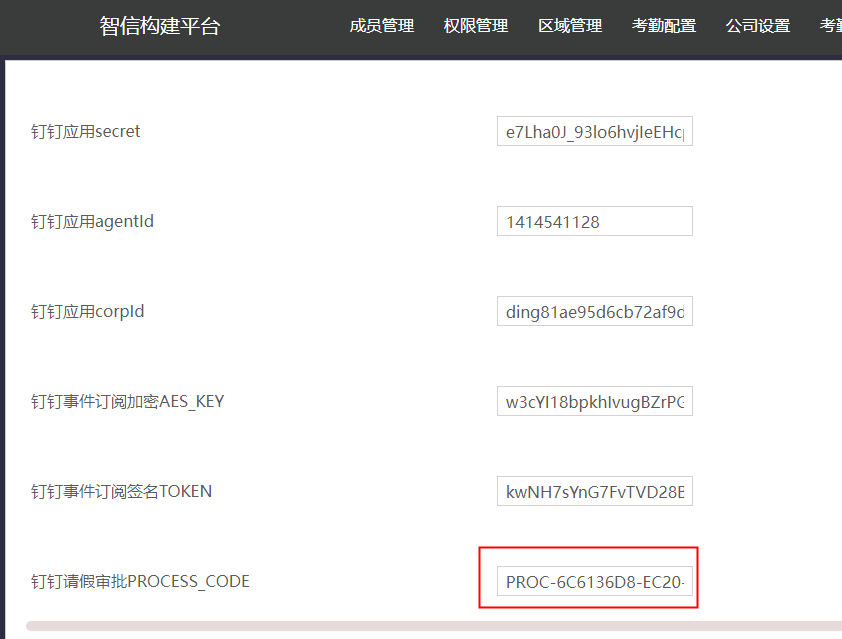 智信构建平台 成员管理 权限管理 区域管理 考勤配置 公司设置 考勤
钉钉应用secret e7Lha0J_93lo6hvjIeEHcp
钉钉应用agentId 1414541128
钉钉应用corpId ding81ae95d6cb72af9d
钉钉事件订阅加密AES_KEY w3cYI18bpkhIvugBZrPG
钉钉事件订阅签名TOKEN kwNH7sYnG7FvTVD28E
钉钉请假审批PROCESS_CODE PROC-6C6136D8-EC20-